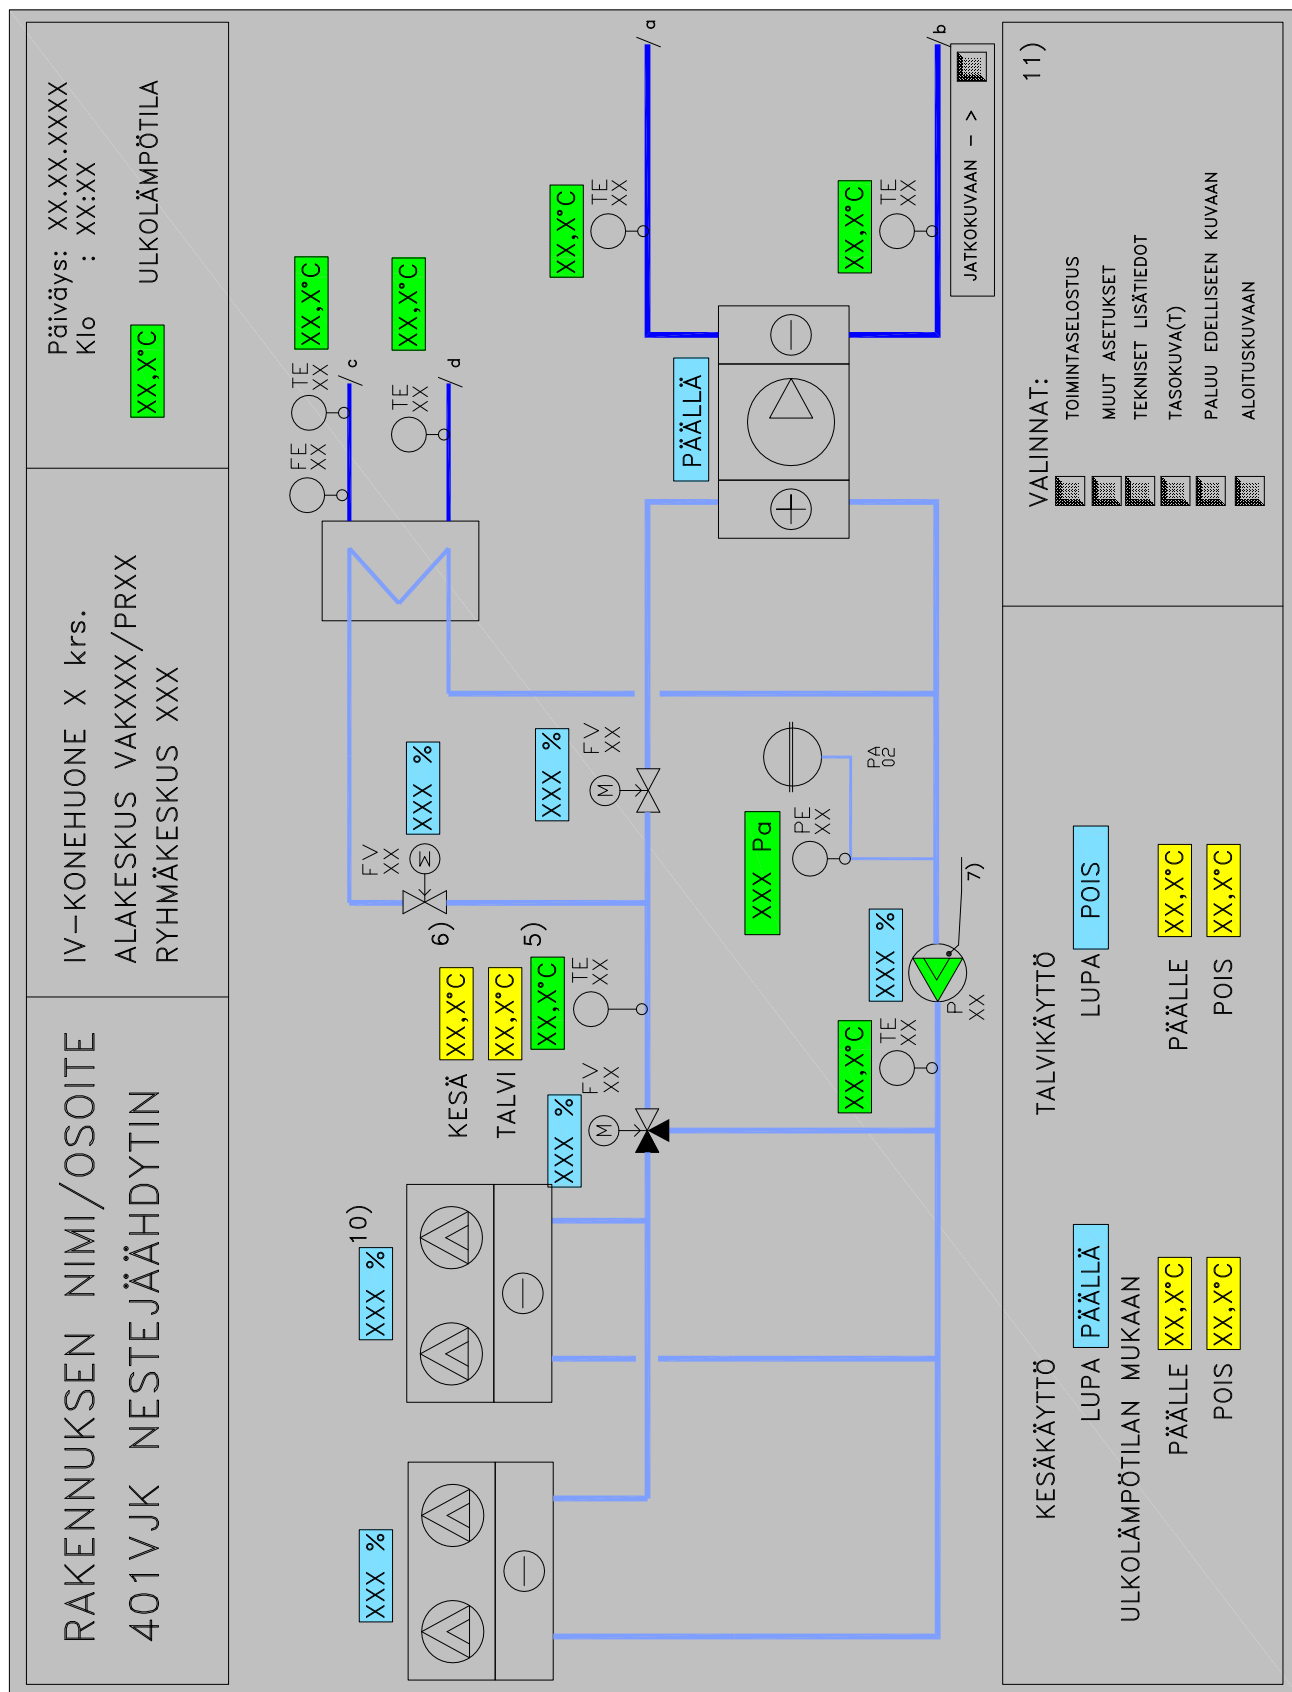 RAKENNUKSEN NIMI/OSOITE
401VJK NESTEJÄÄHDYTIN
IV-KONEHUONE X krs.
ALAKESKUS VAKXXX/PRXX
RYHMÄKESKUS XXX
Päiväys: XX.XX.XXXX
Klo : XX:XX
XX,X°C ULKOLÄMPÖTILA
XXX %
XXX %
10)
KESÄ XX,X°C
TALVI XX,X°C
XX,X°C
5)
6)
TE
XX
XXX %
FV
XX
M
FV
XX
M
XXX %
XXX %
FV
XX
M
FE
XX
TE
XX
XX,X°C
c
TE
XX
XX,X°C
d
PÄÄLLÄ
XX,X°C
TE
XX
a
XX,X°C
TE
XX
b
JATKOKUVAAN - >
XXX Pa
PE
XX
PA
02
XXX %
P
XX
7)
XX,X°C
TE
XX
KESÄKÄYTTÖ
LUPA PÄÄLLÄ
ULKOLÄMPÖTILAN MUKAAN
PÄÄLLE XX,X°C
POIS XX,X°C
TALVIKÄYTTÖ
LUPA POIS
PÄÄLLE XX,X°C
POIS XX,X°C
VALINNAT:
11)
TOIMINTASELOSTUS
MUUT ASETUKSET
TEKNISET LISÄTIEDOT
TASOKUVA(T)
PALUU EDELLISEEN KUVAAN
ALOITUSKUVAAN